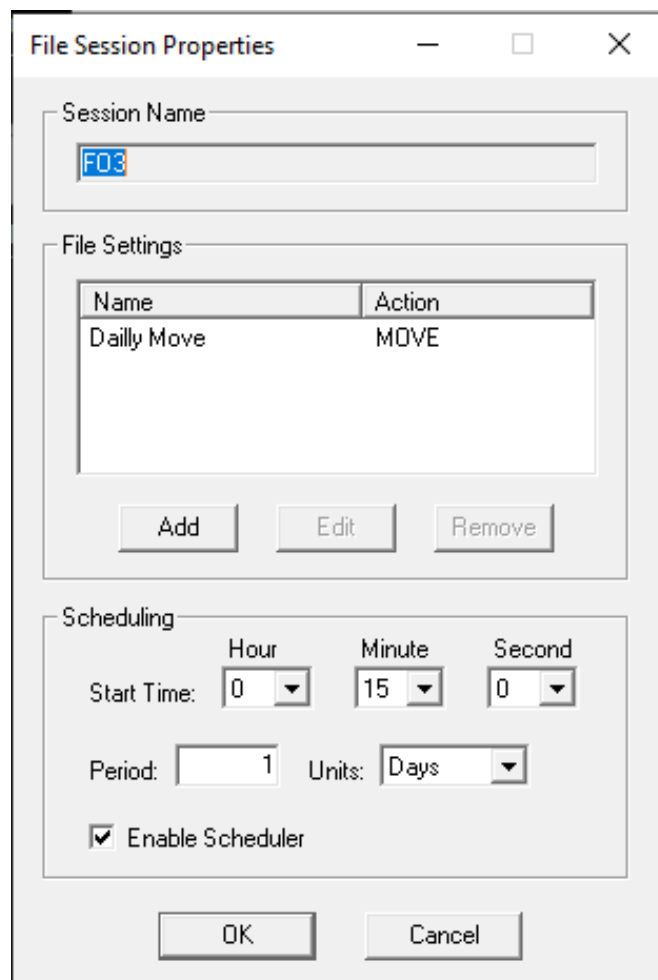 File Session Properties
Session Name
FO3
File Settings
Name Action
Dailly Move MOVE
Add Edit Remove
Scheduling
Hour Minute Second
Start Time: 0 15 0
Period: 1 Units: Days
Enable Scheduler
OK Cancel